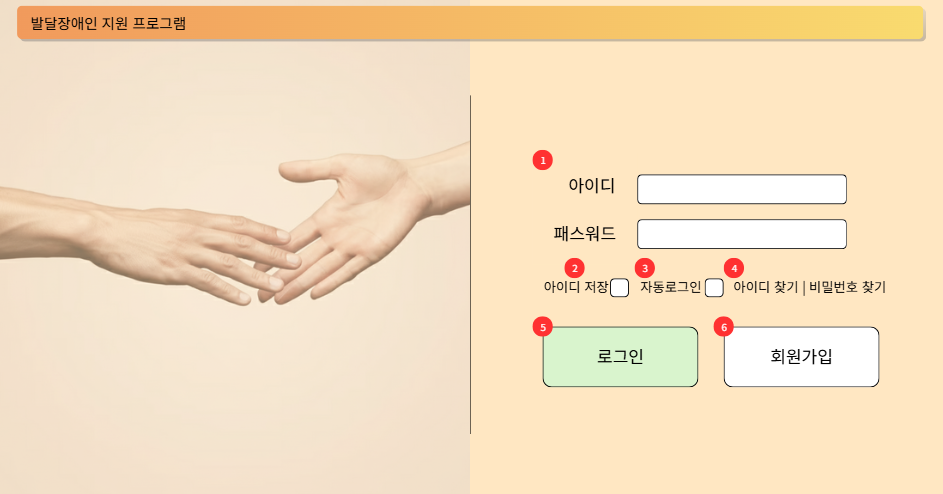 발달장애인 지원 프로그램
1
아이디
패스워드
2 3 4
아이디 저장 자동로그인 아이디 찾기 | 비밀번호 찾기
5 6
로그인 회원가입